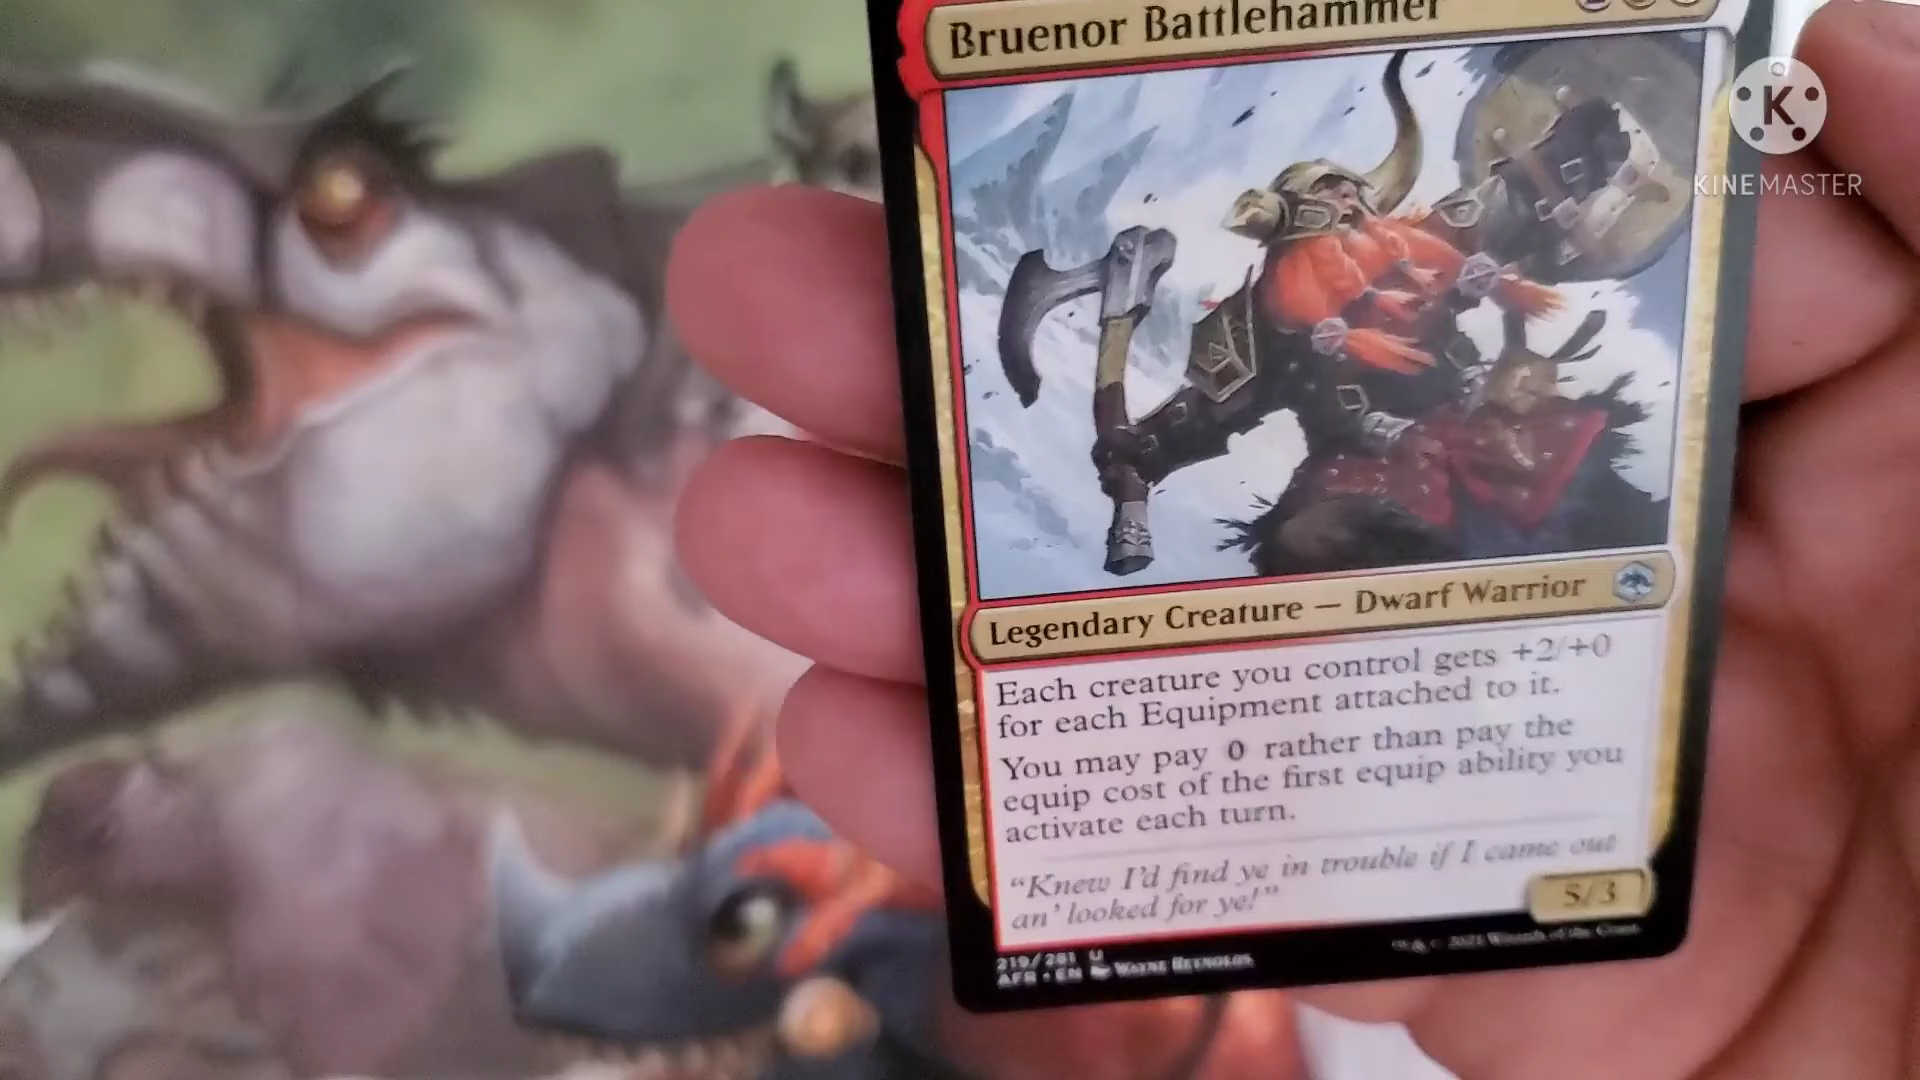 Bruenor Battlehammer
K
KINEMASTER
Legendary Creature — Dwarf Warrior
Each creature you control gets +2/+0
for each Equipment attached to it.
You may pay 0 rather than pay the
equip cost of the first equip ability you
activate each turn.
“Knew I’d find ye in trouble if I came out
an’ looked for ye!”
5/3
219/281 U
AFR • EN Wayne Reynolds
™ & © 2021 Wizards of the Coast